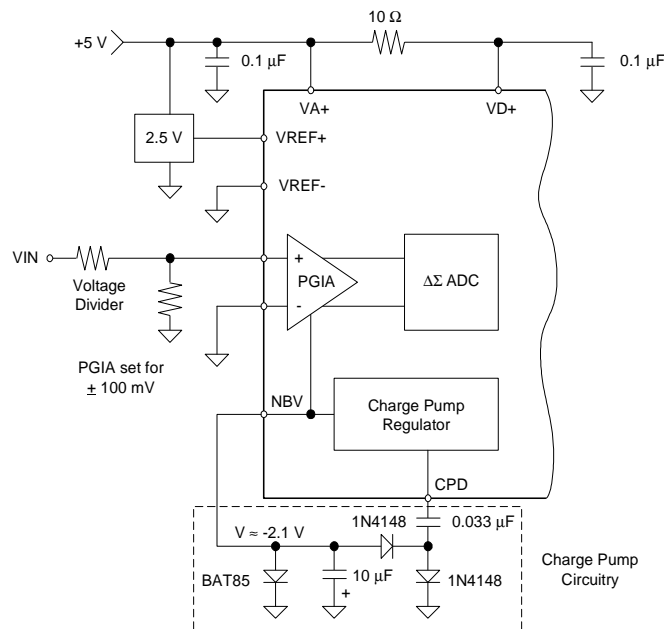 10 Ω
+5 V
0.1 µF
0.1 µF
VA+
VD+
2.5 V
VREF+
VREF-
VIN
+
PGIA
-
ΔΣ ADC
Voltage
Divider
PGIA set for
± 100 mV
NBV
Charge Pump
Regulator
CPD
V ≈ -2.1 V
1N4148
0.033 µF
BAT85
10 µF
+
1N4148
Charge Pump
Circuitry